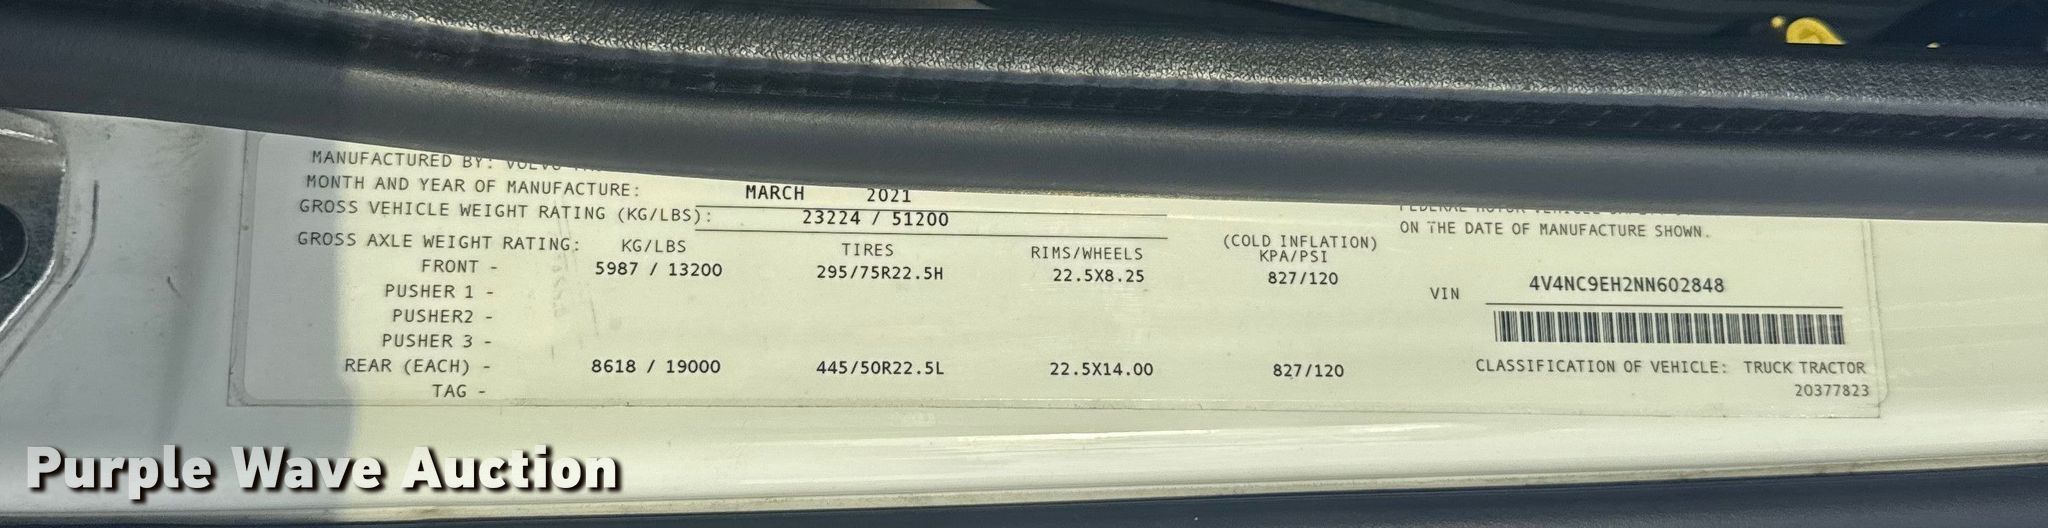 MANUFACTURED BY:
MONTH AND YEAR OF MANUFACTURE: MARCH 2021
GROSS VEHICLE WEIGHT RATING (KG/LBS): 23224 / 51200
GROSS AXLE WEIGHT RATING: KG/LBS TIRES RIMS/WHEELS (COLD INFLATION) KPA/PSI
FRONT - 5987 / 13200 295/75R22.5H 22.5X8.25 827/120
PUSHER 1 -
PUSHER2 -
PUSHER 3 -
REAR (EACH) - 8618 / 19000 445/50R22.5L 22.5X14.00 827/120
TAG -
ON THE DATE OF MANUFACTURE SHOWN.
VIN 4V4NC9EH2NN602848
CLASSIFICATION OF VEHICLE: TRUCK TRACTOR
20377823
Purple Wave Auction